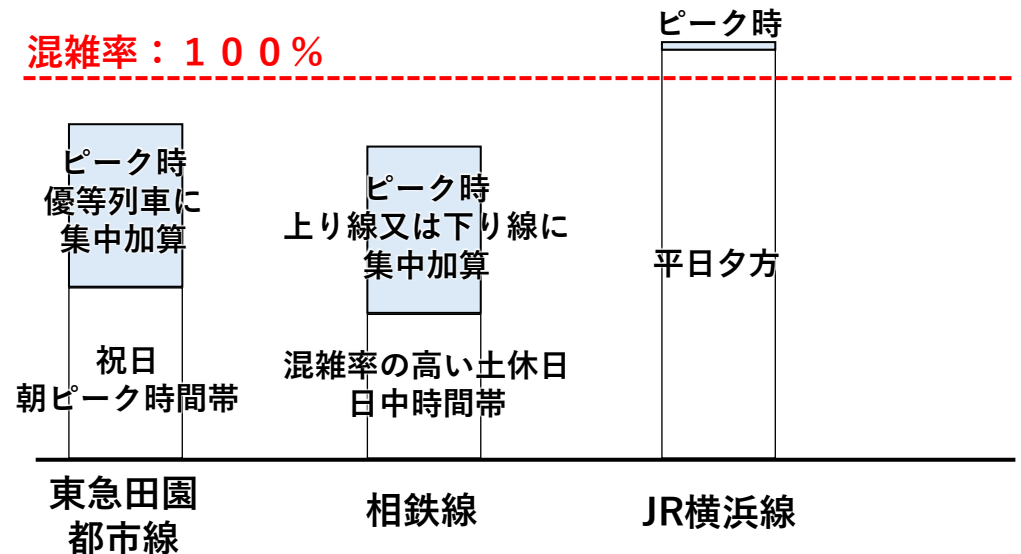 混雑率：１００％
ピーク時
ピーク時
優等列車に
集中加算
ピーク時
上り線又は下り線に
集中加算
平日夕方
祝日
朝ピーク時間帯
混雑率の高い土休日
日中時間帯
東急田園
都市線
相鉄線
JR横浜線